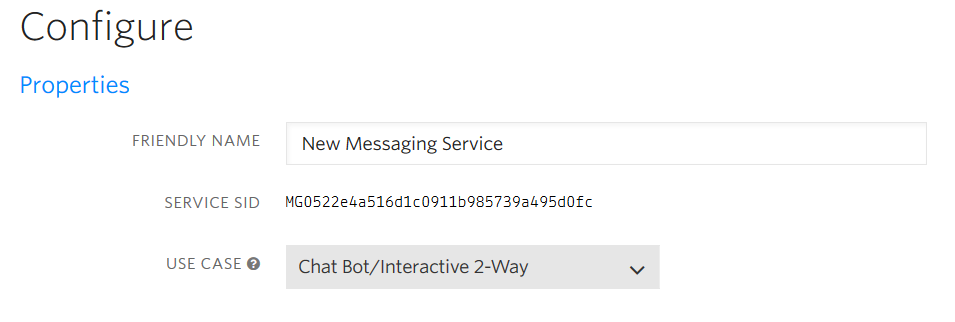 Configure
Properties
FRIENDLY NAME New Messaging Service
SERVICE SID MG0522e4a516d1c0911b985739a495d0fc
USE CASE ? Chat Bot/Interactive 2-Way